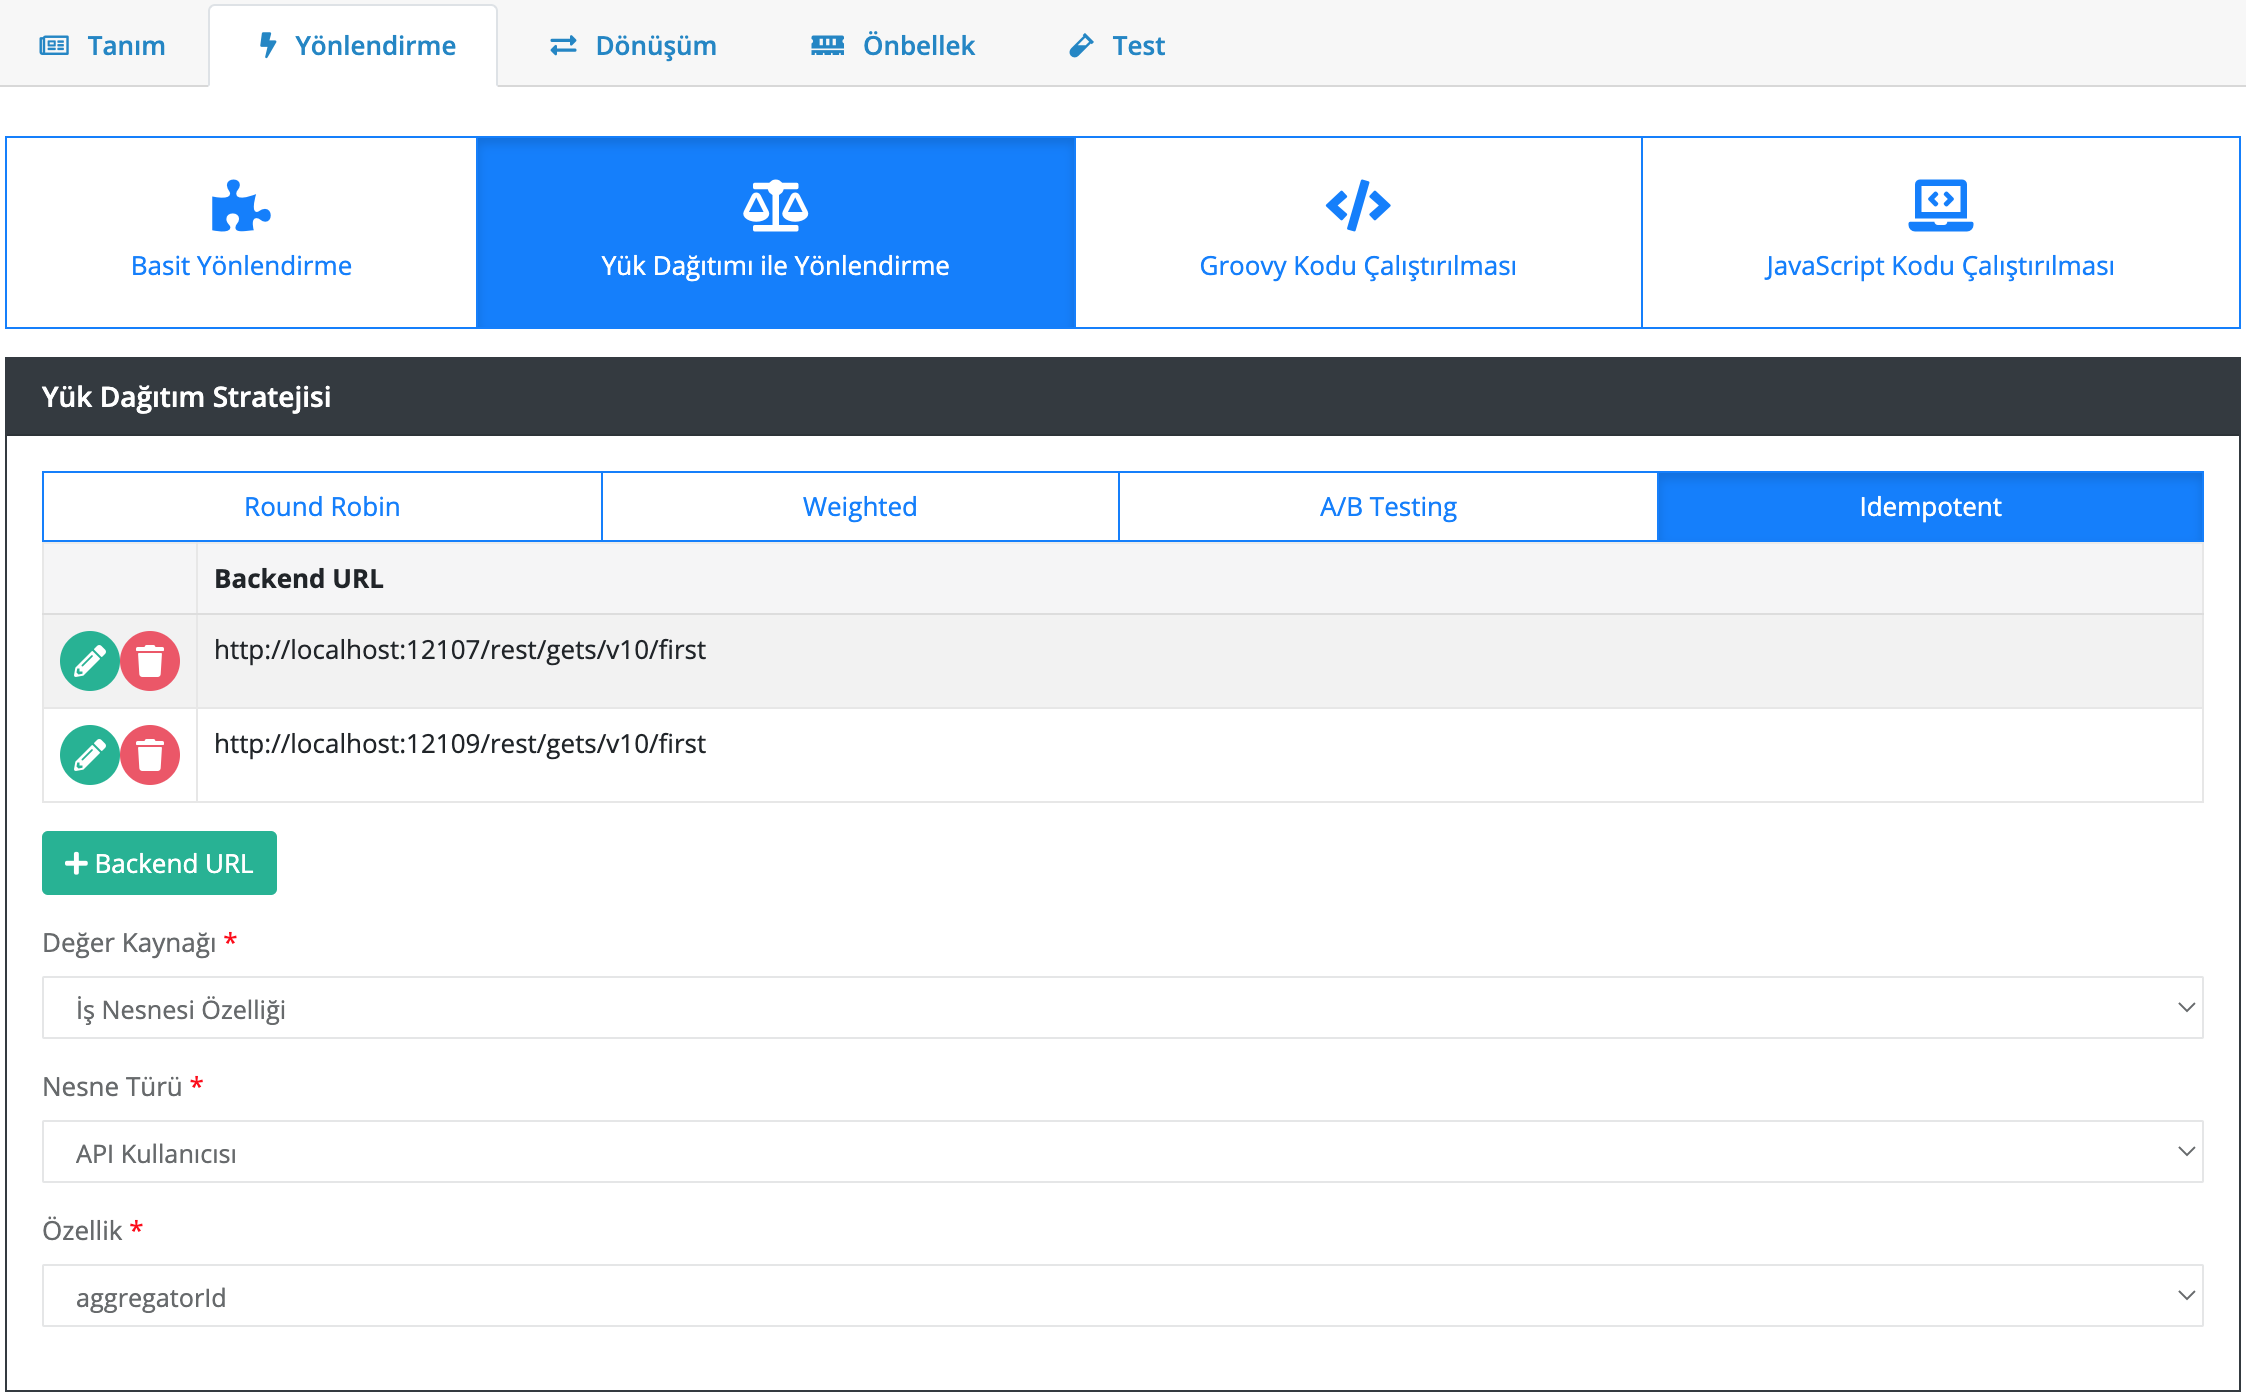 Tanım
Yönlendirme
Dönüşüm
Önbellek
Test
Basit Yönlendirme
Yük Dağıtımı ile Yönlendirme
Groovy Kodu Çalıştırılması
JavaScript Kodu Çalıştırılması
Yük Dağıtım Stratejisi
Round Robin
Weighted
A/B Testing
Idempotent
Backend URL
http://localhost:12107/rest/gets/v10/first
http://localhost:12109/rest/gets/v10/first
+ Backend URL
Değer Kaynağı *
İş Nesnesi Özelliği
Nesne Türü *
API Kullanıcısı
Özellik *
aggregatorId